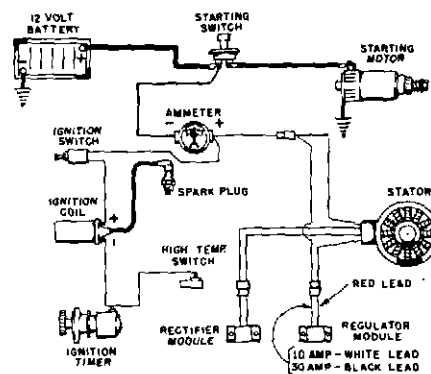 12 VOLT
BATTERY
STARTING
SWITCH
STARTING
MOTOR
AMMETER
- +
IGNITION
SWITCH
SPARK PLUG
IGNITION
COIL
+
-
STATOR
HIGH TEMP.
SWITCH
RED LEAD
RECTIFIER
MODULE
REGULATOR
MODULE
IGNITION
TIMER
10 AMP - WHITE LEAD
30 AMP - BLACK LEAD